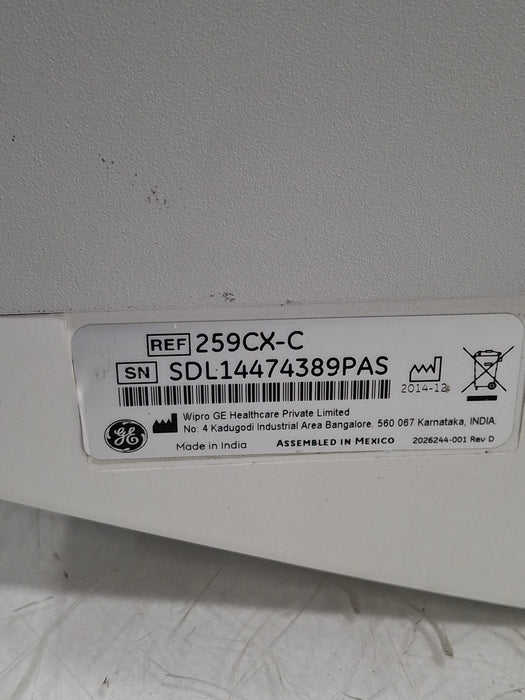 REF 259CX-C
SN SDL14474389PAS
2014-12
Wipro GE Healthcare Private Limited
No: 4 Kadugodi Industrial Area Bangalore. 560 067 Karnataka, INDIA.
GE
Made in India ASSEMBLED IN MEXICO 2026244-001 Rev D